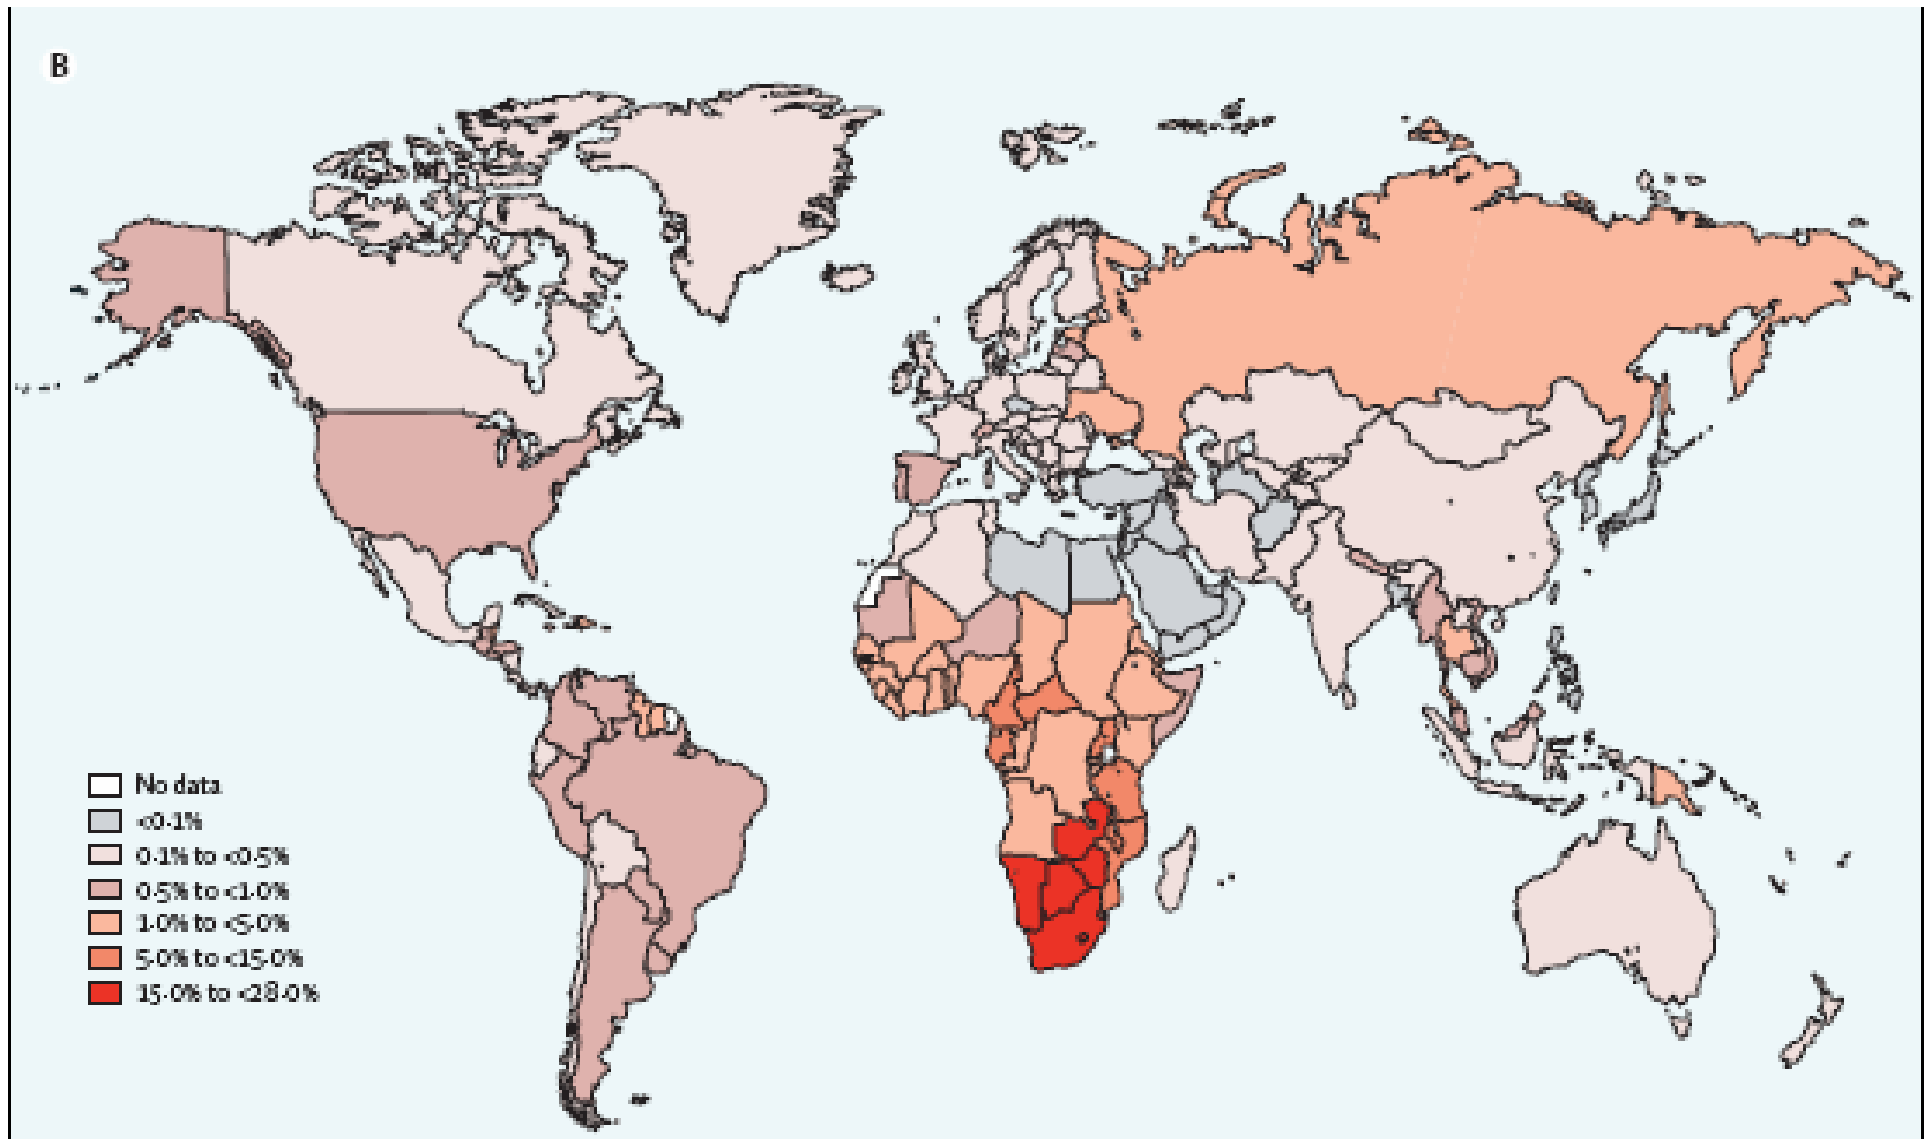 B
No data
<0·1%
0·1% to <0·5%
0·5% to <1·0%
1·0% to <5·0%
5·0% to <15·0%
15·0% to <28·0%